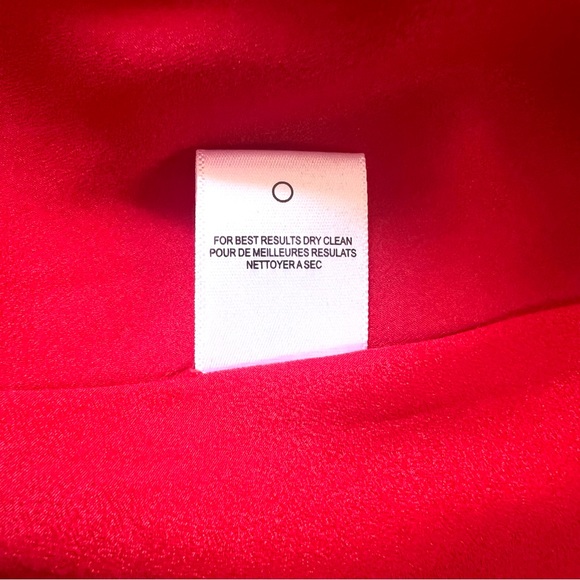 FOR BEST RESULTS DRY CLEAN
POUR DE MEILLEURES RESULATS
NETTOYER A SEC